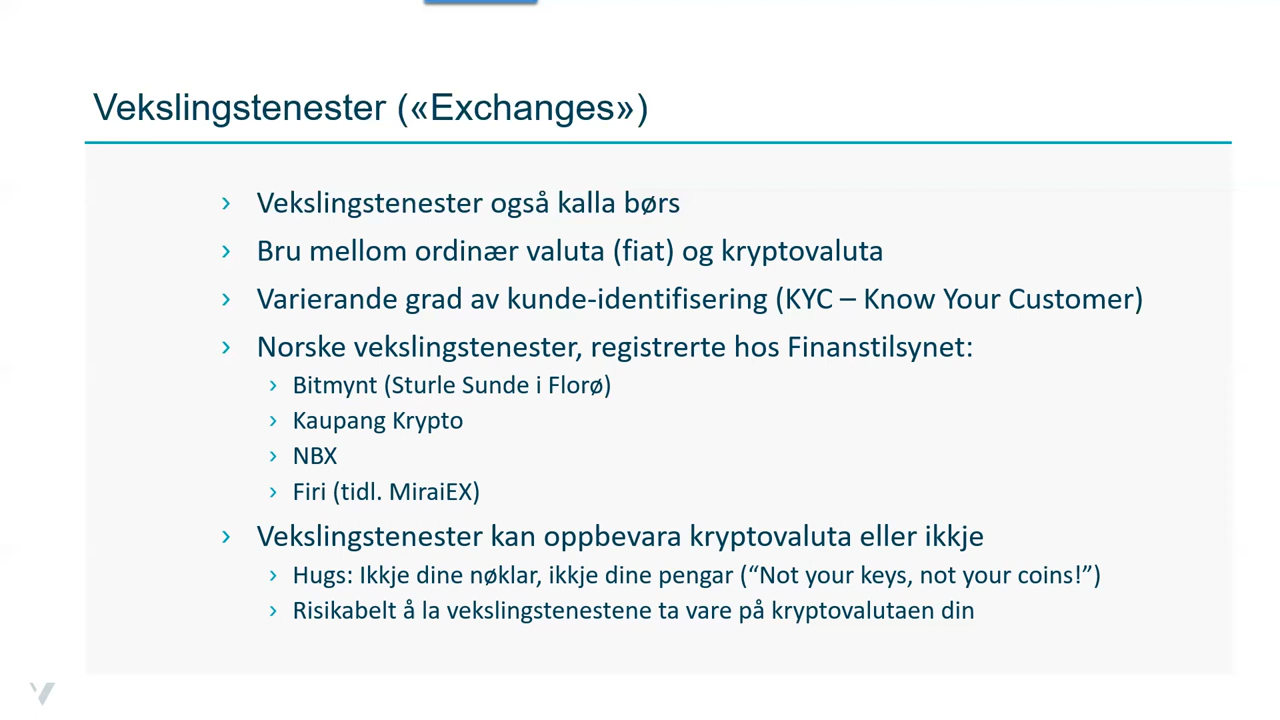 Vekslingstenester («Exchanges»)
› Vekslingstenester også kalla børs
› Bru mellom ordinær valuta (fiat) og kryptovaluta
› Varierande grad av kunde-identifisering (KYC – Know Your Customer)
› Norske vekslingstenester, registrerte hos Finanstilsynet:
› Bitmynt (Sturle Sunde i Florø)
› Kaupang Krypto
› NBX
› Firi (tidl. MiraiEX)
› Vekslingstenester kan oppbevara kryptovaluta eller ikkje
› Hugs: Ikkje dine nøklar, ikkje dine pengar (“Not your keys, not your coins!”)
› Risikabelt å la vekslingstenestene ta vare på kryptovalutaen din